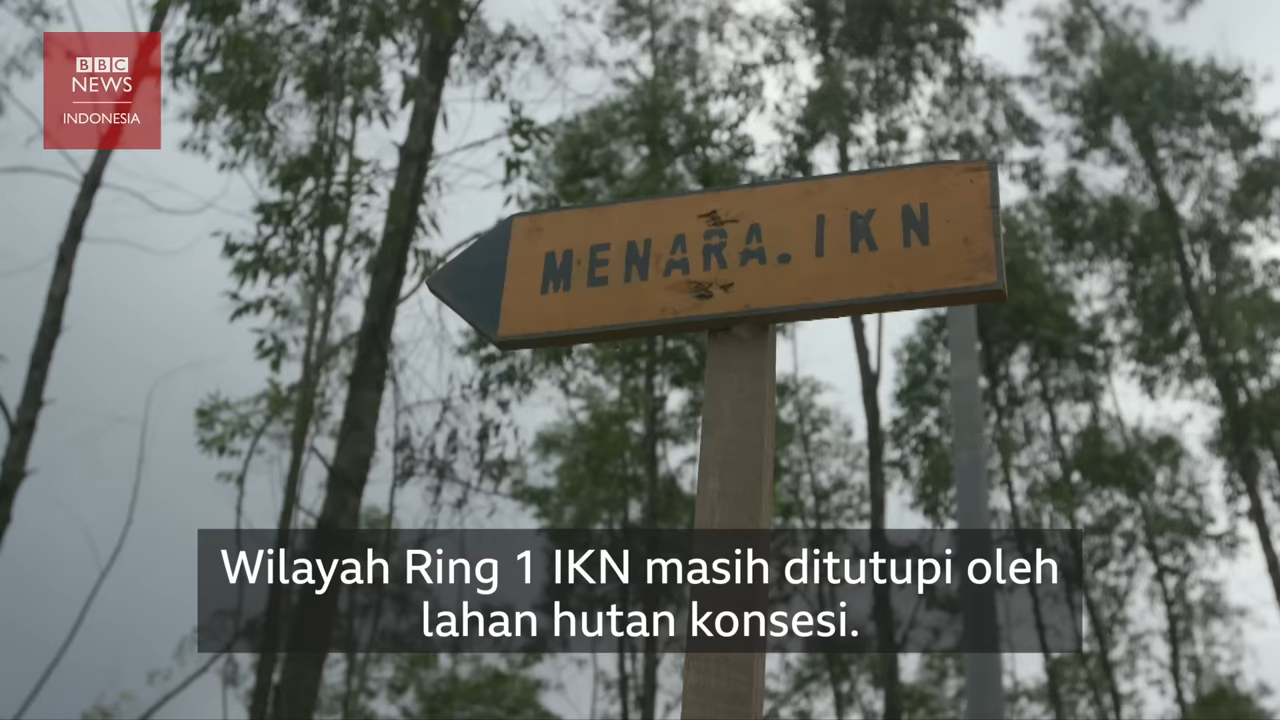 BBC
NEWS
INDONESIA
MENARA.IKN
Wilayah Ring 1 IKN masih ditutupi oleh
lahan hutan konsesi.